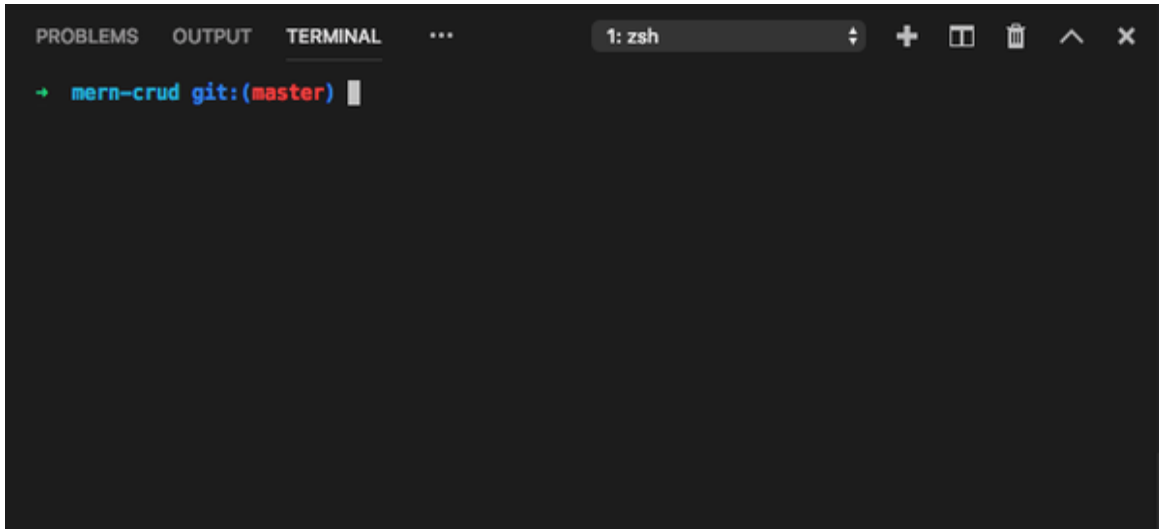 PROBLEMS OUTPUT TERMINAL ••• 1: zsh
→ mern-crud git:(master)